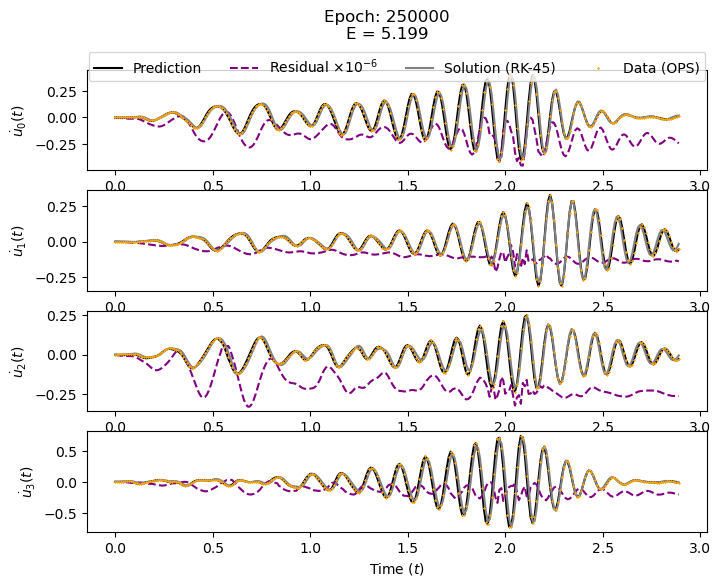 Epoch: 250000
E = 5.199
Prediction Residual ×10⁻⁶ Solution (RK-45) Data (OPS)
0.25
0.00
−0.25
u̇₀(t)
0.0 0.5 1.0 1.5 2.0 2.5 3.0
0.25
0.00
−0.25
u̇₁(t)
0.0 0.5 1.0 1.5 2.0 2.5 3.0
0.25
0.00
−0.25
u̇₂(t)
0.0 0.5 1.0 1.5 2.0 2.5 3.0
0.5
0.0
−0.5
u̇₃(t)
0.0 0.5 1.0 1.5 2.0 2.5 3.0
Time (t)